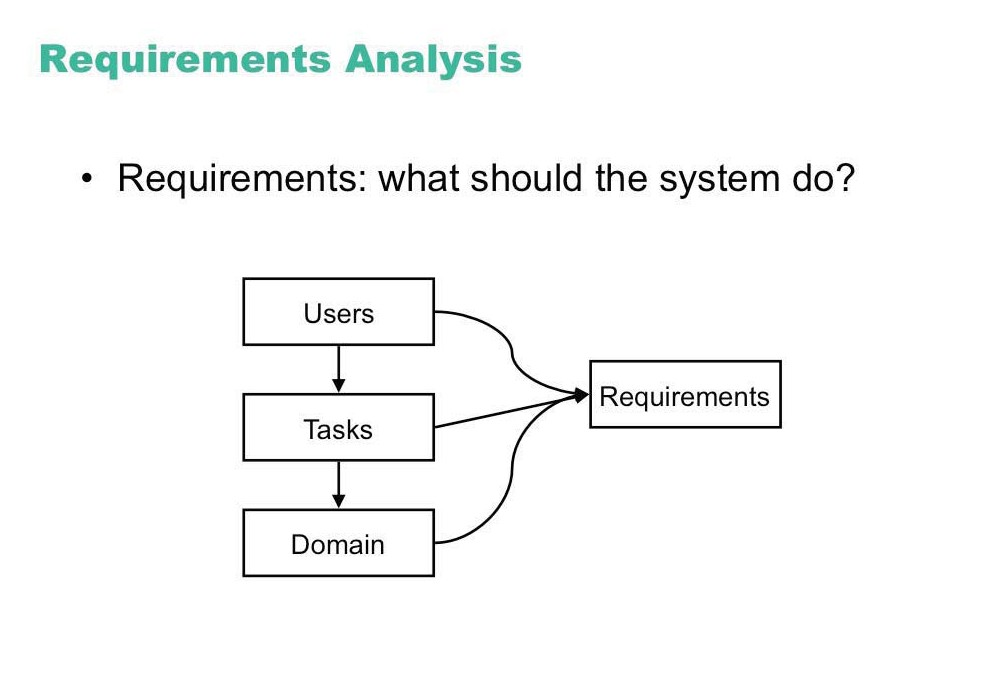 Requirements Analysis
• Requirements: what should the system do?
Users
Tasks
Requirements
Domain